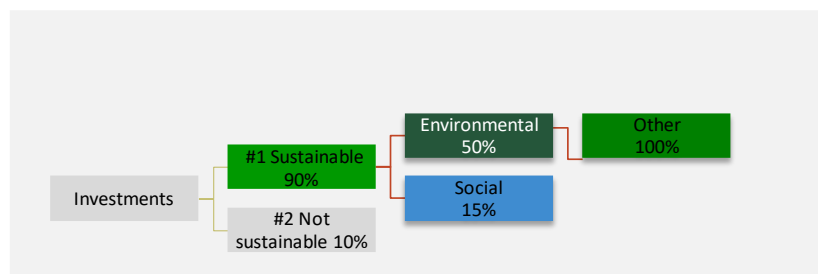 Investments
#1 Sustainable
90%
#2 Not
sustainable 10%
Environmental
50%
Social
15%
Other
100%